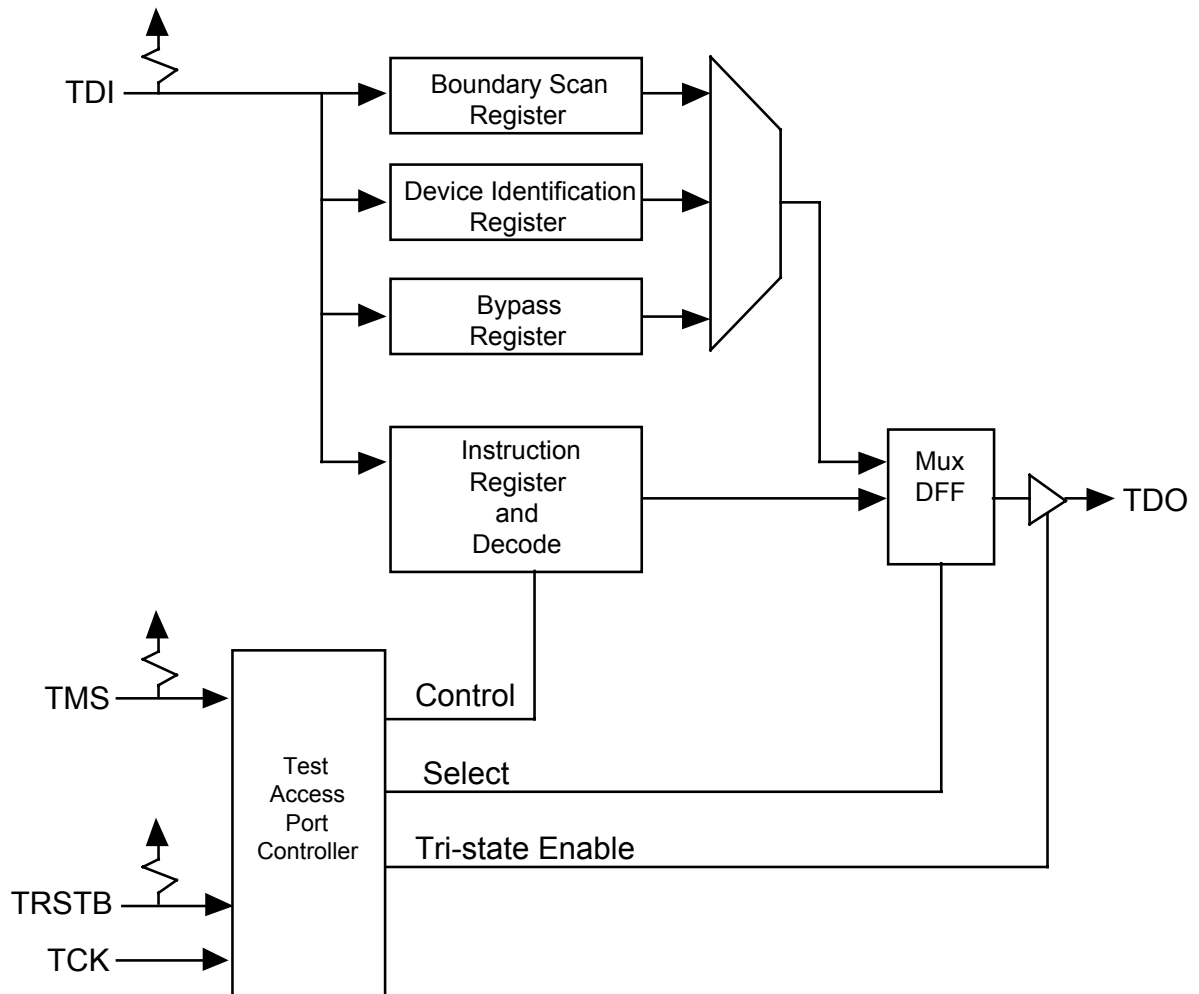 TDI
Boundary Scan
Register
Device Identification
Register
Bypass
Register
Instruction
Register
and
Decode
Mux
DFF
TDO
TMS
Control
Test
Access
Port
Controller
Select
Tri-state Enable
TRSTB
TCK